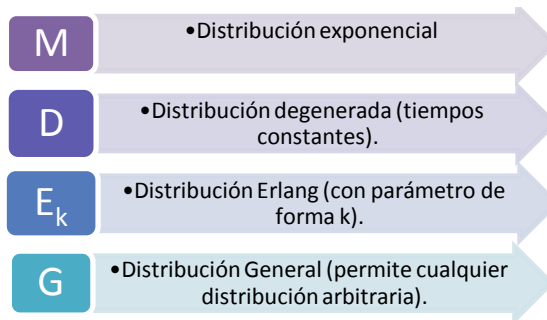 M
•Distribución exponencial
D
•Distribución degenerada (tiempos
constantes).
Ek
•Distribución Erlang (con parámetro de
forma k).
G
•Distribución General (permite cualquier
distribución arbitraria).